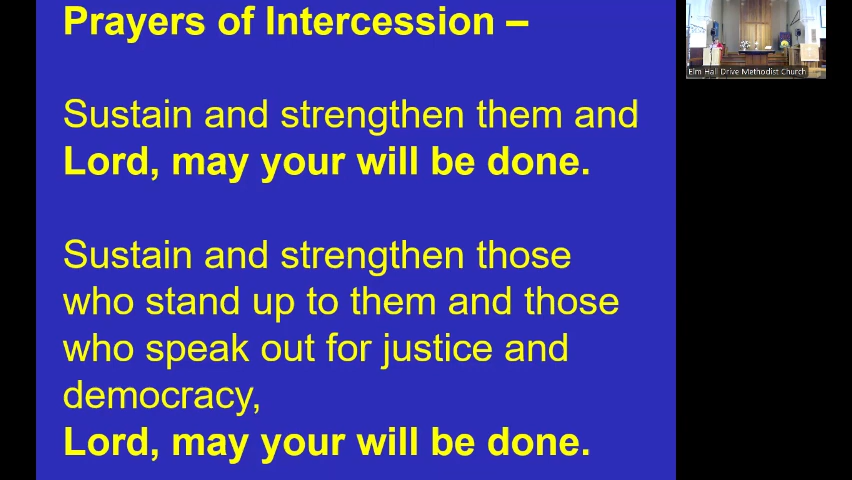 Prayers of Intercession –
Sustain and strengthen them and
Lord, may your will be done.
Sustain and strengthen those
who stand up to them and those
who speak out for justice and
democracy,
Lord, may your will be done.
Elm Hall Drive Methodist Church